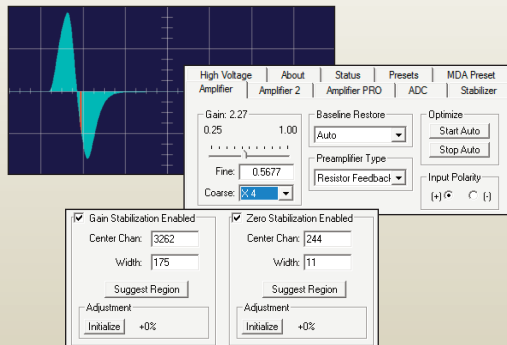 High Voltage About Status Presets MDA Preset
Amplifier Amplifier 2 Amplifier PRO ADC Stabilizer
Gain: 2.27
0.25 1.00
Fine: 0.5677
Coarse: X 4
Baseline Restore
Auto
Preamplifier Type
Resistor Feedback
Optimize
Start Auto
Stop Auto
Input Polarity
(+) (-)
Gain Stabilization Enabled
Center Chan: 3262
Width: 175
Suggest Region
Adjustment
Initialize +0%
Zero Stabilization Enabled
Center Chan: 244
Width: 11
Suggest Region
Adjustment
Initialize +0%